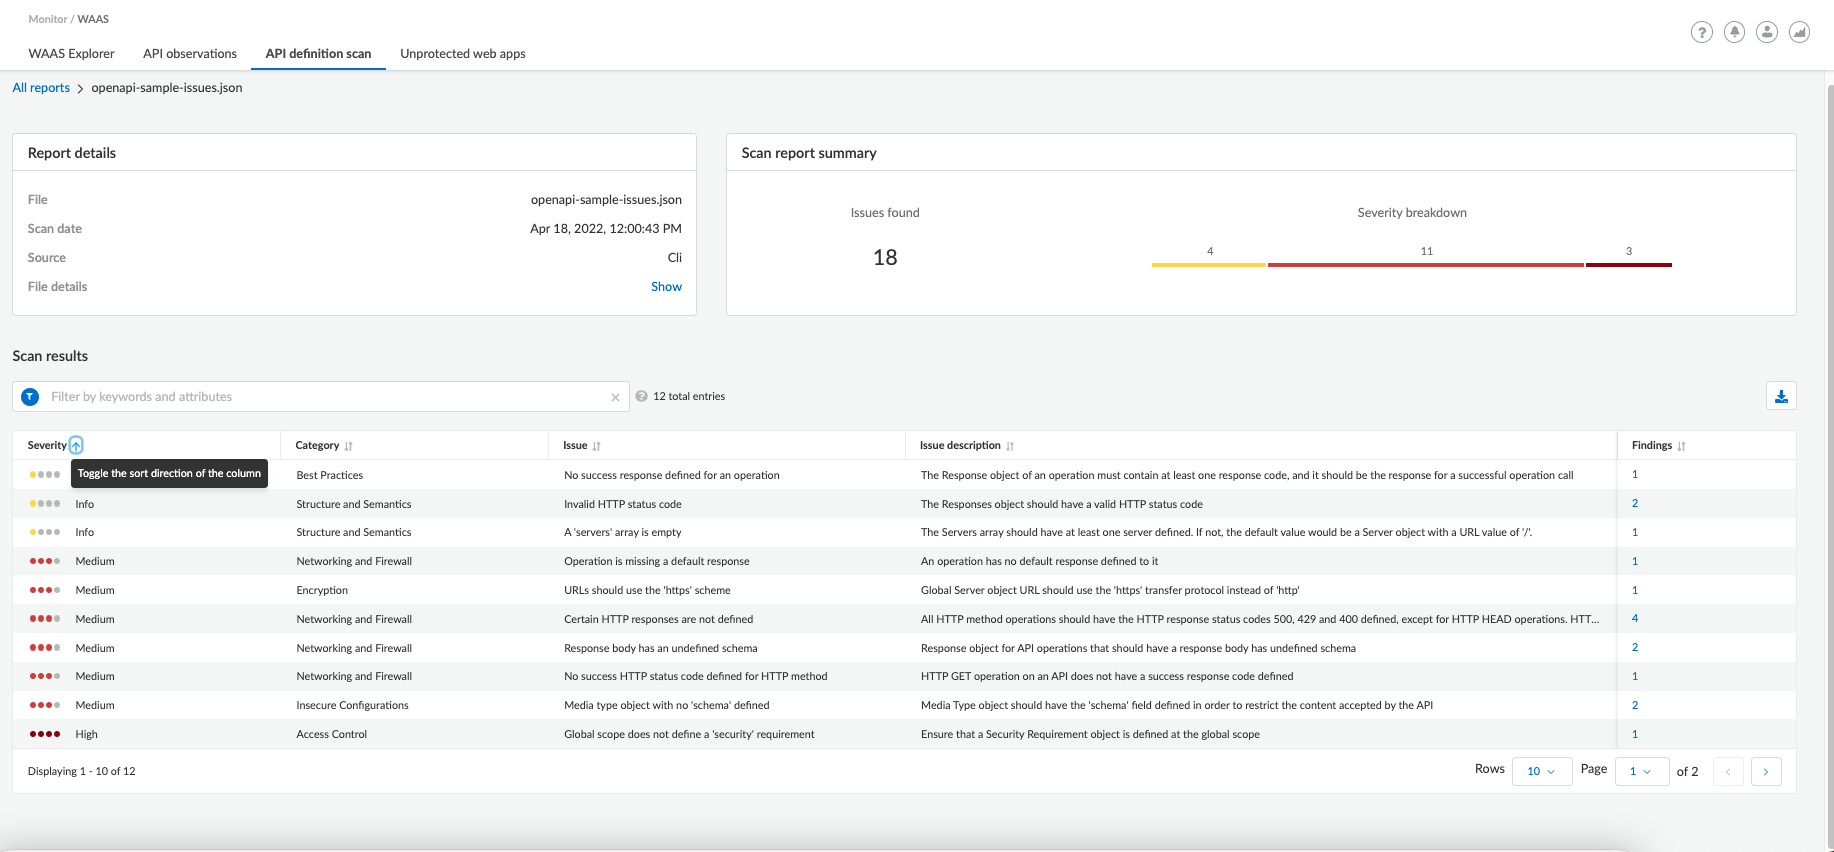 Monitor / WAAS
WAAS Explorer API observations API definition scan Unprotected web apps
All reports > openapi-sample-issues.json
Report details
File openapi-sample-issues.json
Scan date Apr 18, 2022, 12:00:43 PM
Source Cli
File details Show
Scan report summary
Issues found
18
Severity breakdown
4 11 3
Scan results
Filter by keywords and attributes
12 total entries
Severity Category Issue Issue description Findings
Toggle the sort direction of the column
Best Practices No success response defined for an operation The Response object of an operation must contain at least one response code, and it should be the response for a successful operation call 1
Info Structure and Semantics Invalid HTTP status code The Responses object should have a valid HTTP status code 2
Info Structure and Semantics A 'servers' array is empty The Servers array should have at least one server defined. If not, the default value would be a Server object with a URL value of '/'. 1
Medium Networking and Firewall Operation is missing a default response An operation has no default response defined to it 1
Medium Encryption URLs should use the 'https' scheme Global Server object URL should use the 'https' transfer protocol instead of 'http' 1
Medium Networking and Firewall Certain HTTP responses are not defined All HTTP method operations should have the HTTP response status codes 500, 429 and 400 defined, except for HTTP HEAD operations. HTT... 4
Medium Networking and Firewall Response body has an undefined schema Response object for API operations that should have a response body has undefined schema 2
Medium Networking and Firewall No success HTTP status code defined for HTTP method HTTP GET operation on an API does not have a success response code defined 1
Medium Insecure Configurations Media type object with no 'schema' defined Media Type object should have the 'schema' field defined in order to restrict the content accepted by the API 2
High Access Control Global scope does not define a 'security' requirement Ensure that a Security Requirement object is defined at the global scope 1
Displaying 1 - 10 of 12 Rows 10 Page 1 of 2